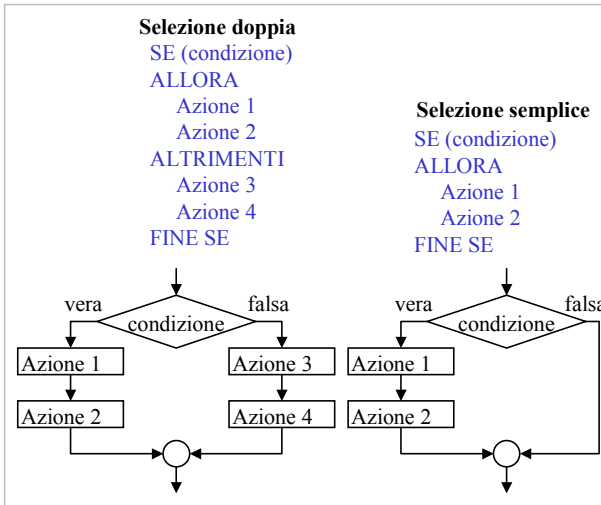 Selezione doppia
SE (condizione)
ALLORA
Azione 1
Azione 2
ALTRIMENTI
Azione 3
Azione 4
FINE SE
Selezione semplice
SE (condizione)
ALLORA
Azione 1
Azione 2
FINE SE
vera
falsa
condizione
Azione 1
Azione 3
Azione 2
Azione 4
vera
falsa
condizione
Azione 1
Azione 2